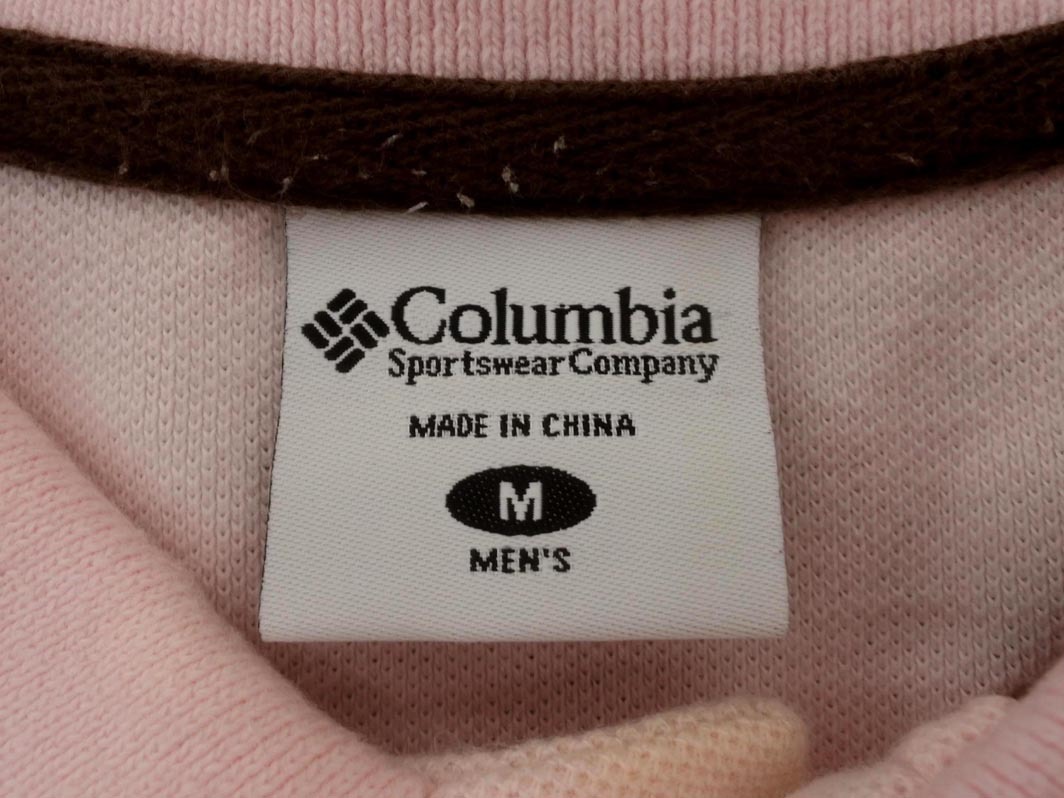 Columbia
Sportswear Company
MADE IN CHINA
M
MEN'S